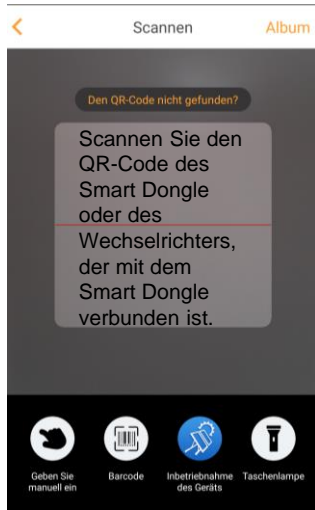 Scannen
Album
Den QR-Code nicht gefunden?
Scannen Sie den
QR-Code des
Smart Dongle
oder des
Wechselrichters,
der mit dem
Smart Dongle
verbunden ist.
Geben Sie
manuell ein
Barcode
Inbetriebnahme
des Geräts
Taschenlampe